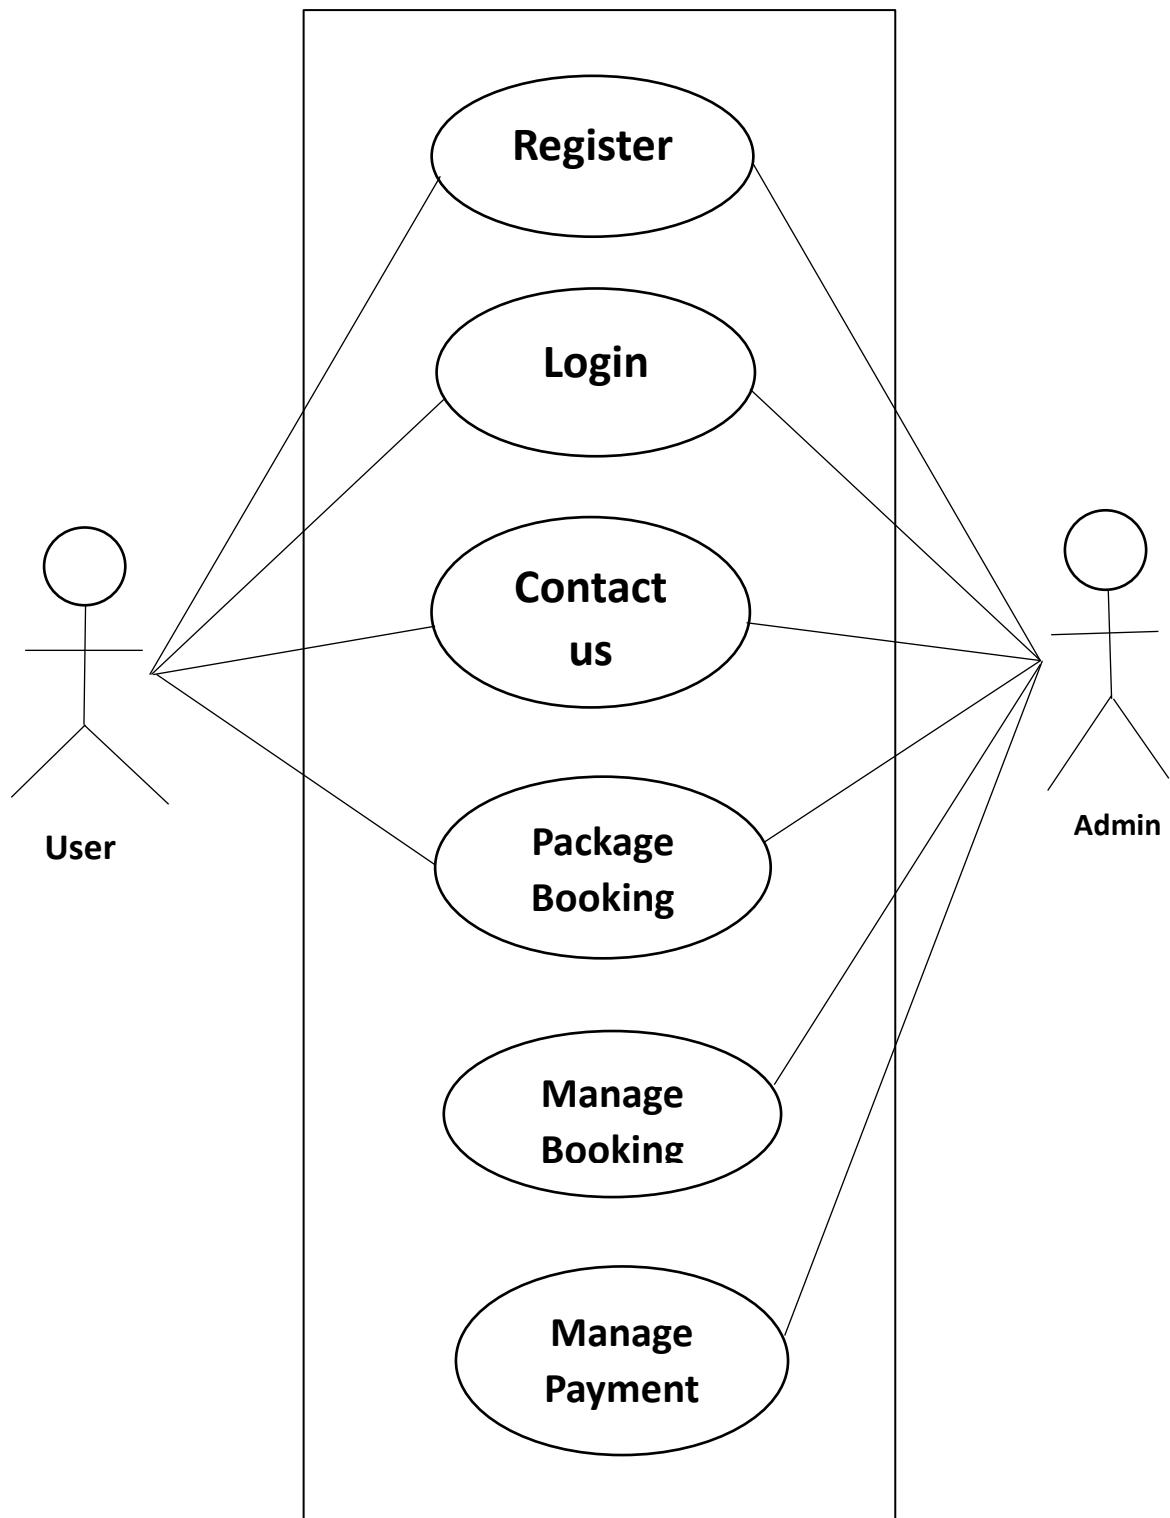 Register
Login
Contact
us
Package
Booking
User
Admin
Manage
Booking
Manage
Payment